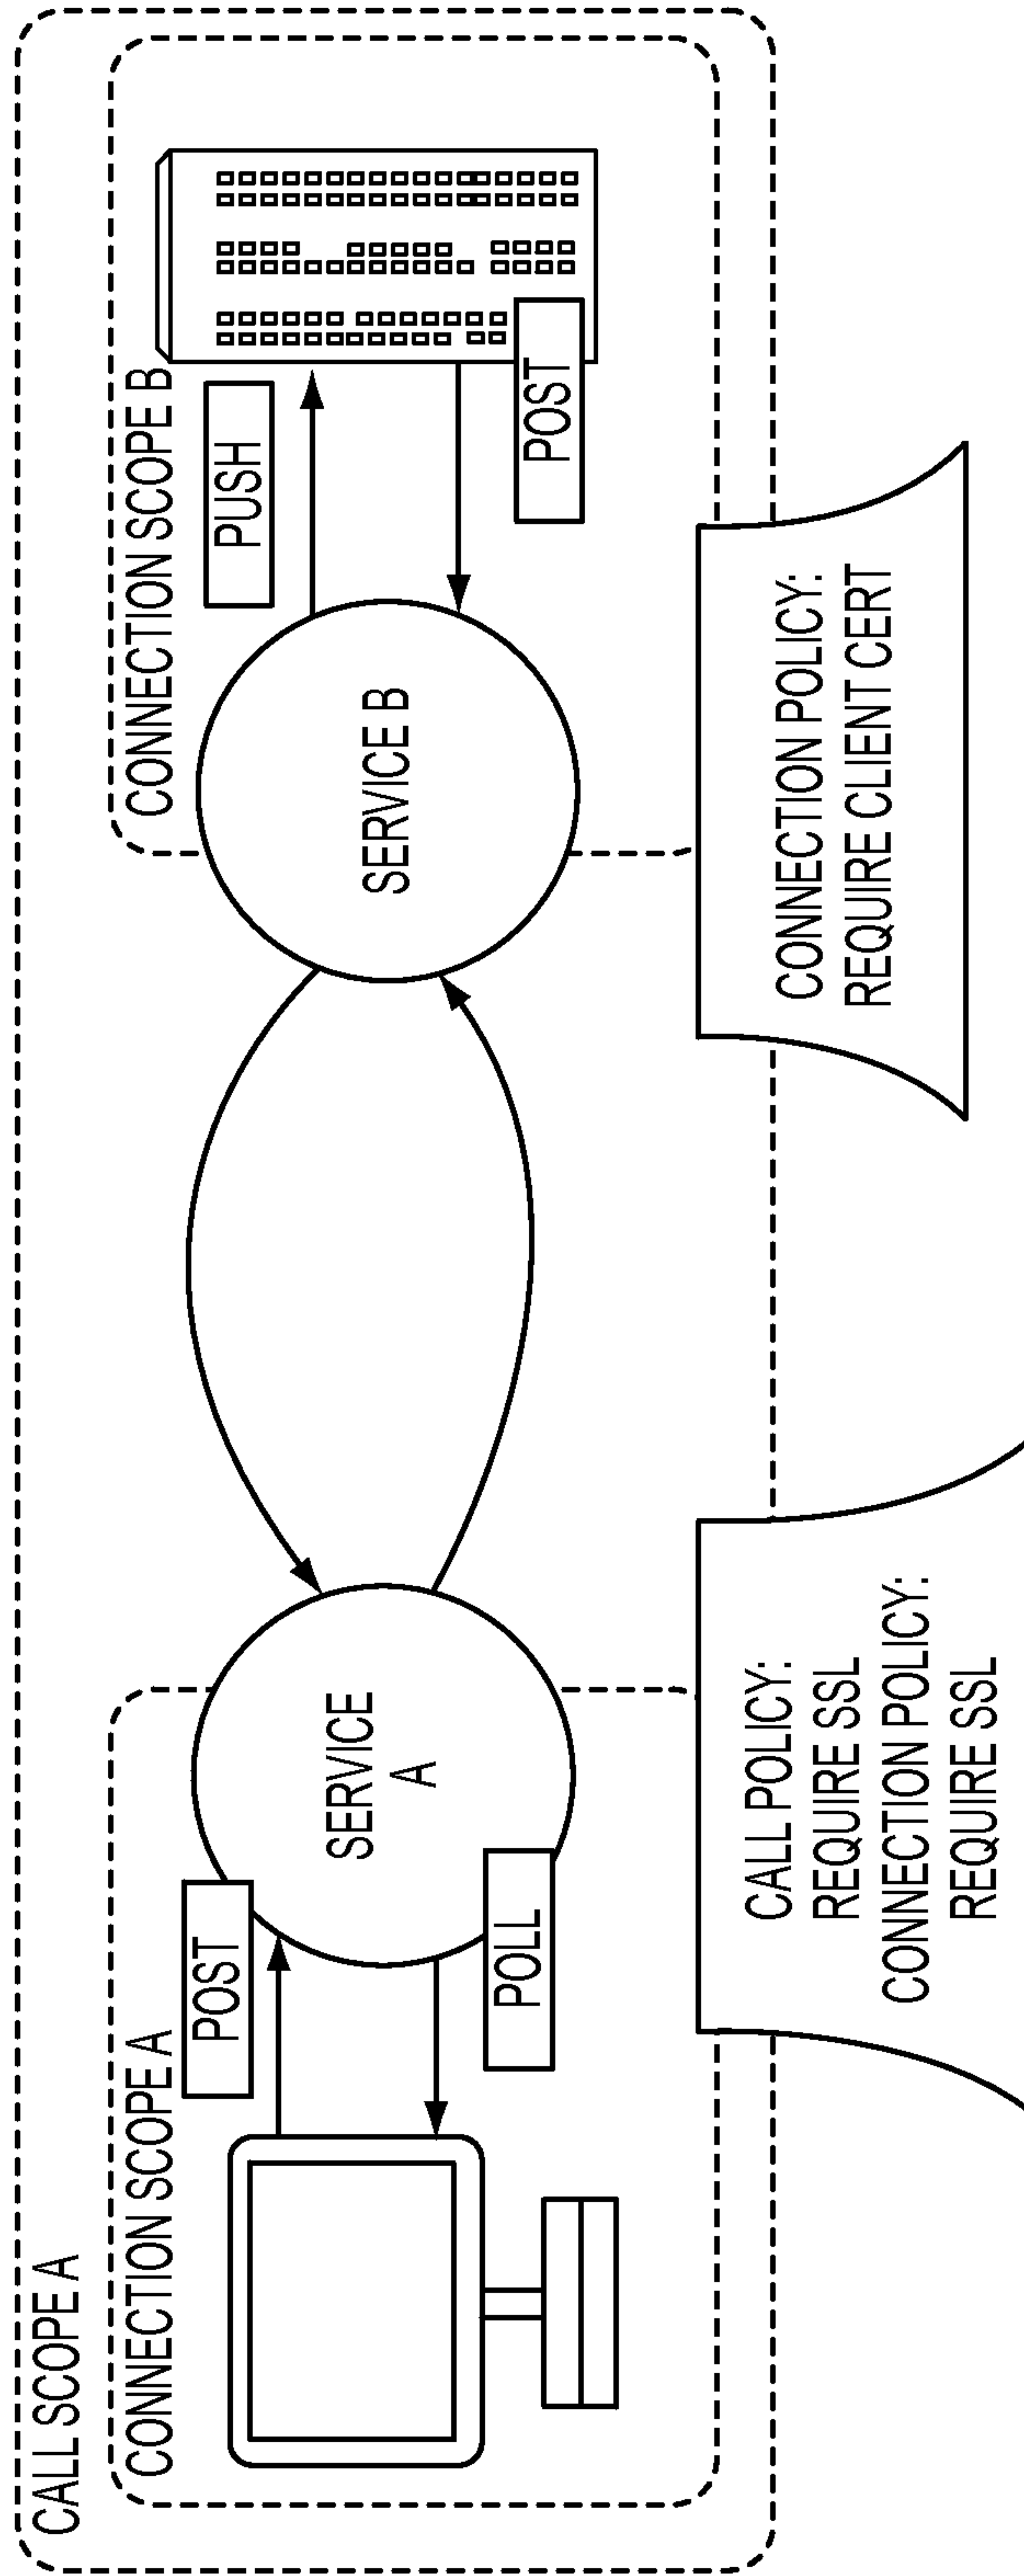 CALL SCOPE A
CONNECTION SCOPE A
CONNECTION SCOPE B
POST
PUSH
SERVICE
A
SERVICE B
POLL
POST
CALL POLICY:
REQUIRE SSL
CONNECTION POLICY:
REQUIRE SSL
CONNECTION POLICY:
REQUIRE CLIENT CERT